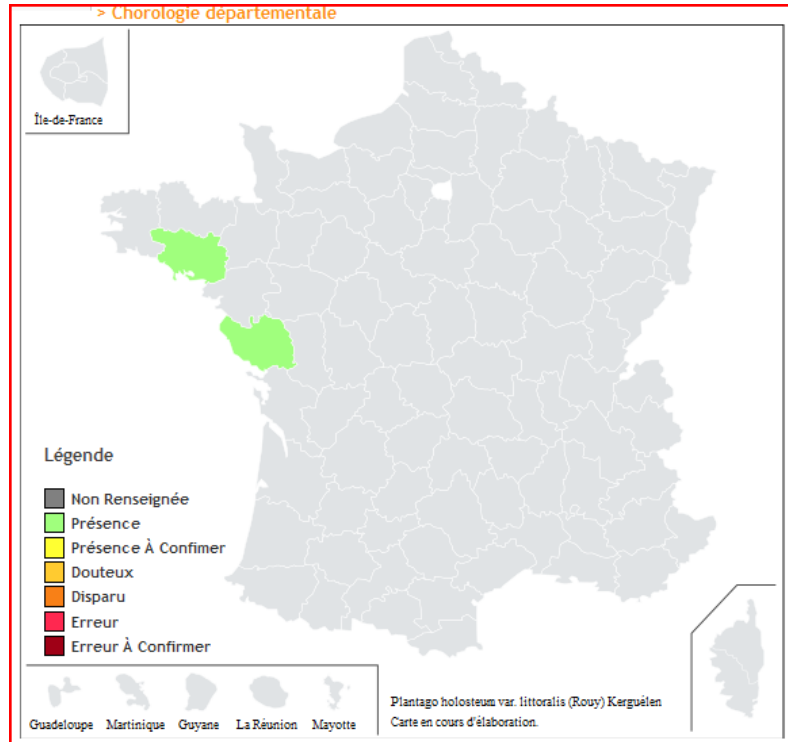 > Chorologie départementale
Île-de-France
Légende
Non Renseignée
Présence
Présence À Confimer
Douteux
Disparu
Erreur
Erreur À Confirmer
Guadeloupe Martinique Guyane La Réunion Mayotte
Plantago holosteum var. littoralis (Rouy) Kerguélen
Carte en cours d'élaboration.